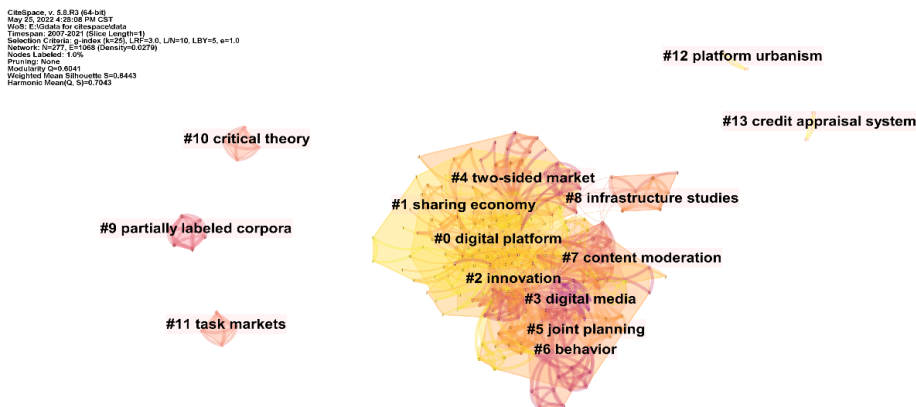 CiteSpace, v. 5.8.R3 (64-bit)
May 25, 2022 4:28:08 PM CST
WoS: E:\Gdata for citespace\data
Timespan: 2007-2021 (Slice Length=1)
Selection Criteria: g-index (k=25), LRF=3.0, L/N=10, LBY=5, e=1.0
Network: N=277, E=1068 (Density=0.0279)
Nodes Labeled: 1.0%
Pruning: None
Modularity Q=0.6041
Weighted Mean Silhouette S=0.8443
Harmonic Mean(Q, S)=0.7043
#12 platform urbanism
#13 credit appraisal system
#10 critical theory
#4 two-sided market
#8 infrastructure studies
#1 sharing economy
#9 partially labeled corpora
#0 digital platform
#7 content moderation
#2 innovation
#3 digital media
#11 task markets
#5 joint planning
#6 behavior